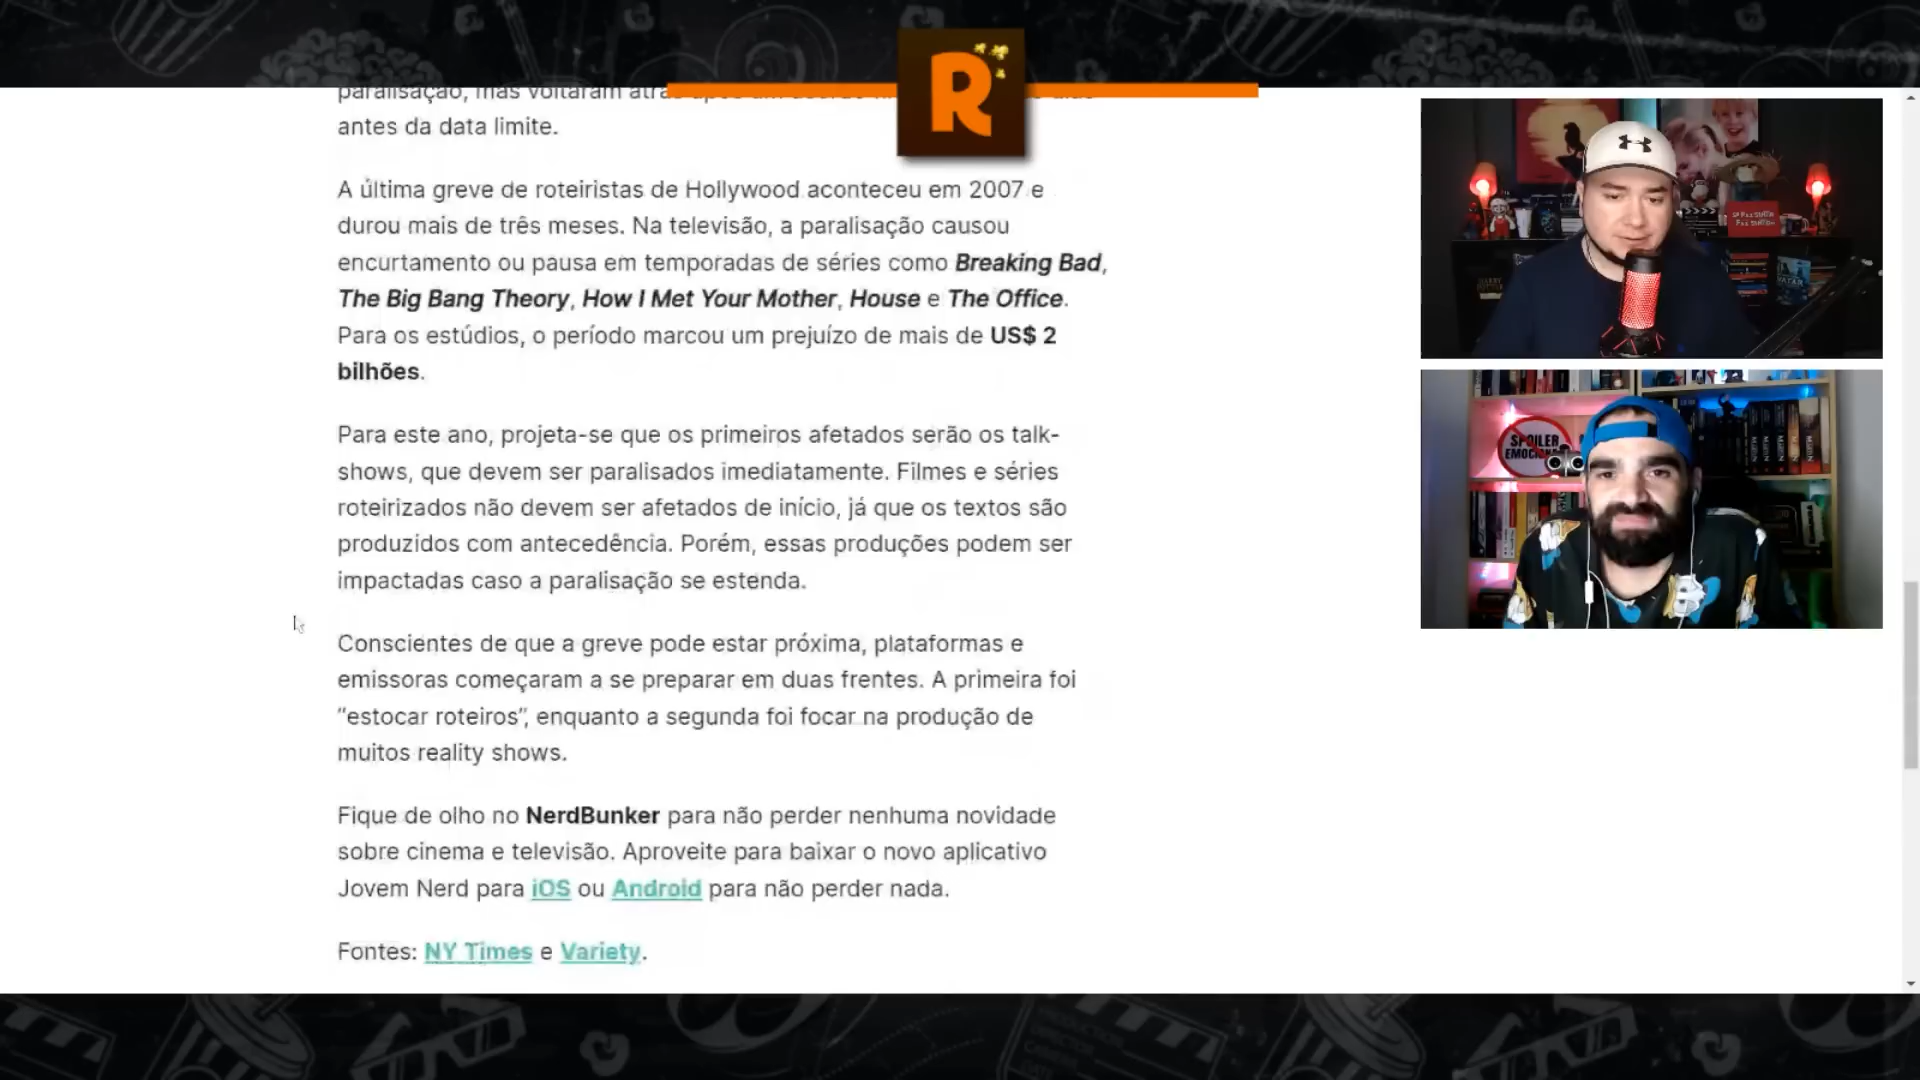 R
paralisação, mas voltaram atrás após um acordo
antes da data limite.
A última greve de roteiristas de Hollywood aconteceu em 2007 e
durou mais de três meses. Na televisão, a paralisação causou
encurtamento ou pausa em temporadas de séries como Breaking Bad,
The Big Bang Theory, How I Met Your Mother, House e The Office.
Para os estúdios, o período marcou um prejuízo de mais de US$ 2
bilhões.
Para este ano, projeta-se que os primeiros afetados serão os talk-
shows, que devem ser paralisados imediatamente. Filmes e séries
roteirizados não devem ser afetados de início, já que os textos são
produzidos com antecedência. Porém, essas produções podem ser
impactadas caso a paralisação se estenda.
Conscientes de que a greve pode estar próxima, plataformas e
emissoras começaram a se preparar em duas frentes. A primeira foi
“estocar roteiros”, enquanto a segunda foi focar na produção de
muitos reality shows.
Fique de olho no NerdBunker para não perder nenhuma novidade
sobre cinema e televisão. Aproveite para baixar o novo aplicativo
Jovem Nerd para iOS ou Android para não perder nada.
Fontes: NY Times e Variety.
SPOILER